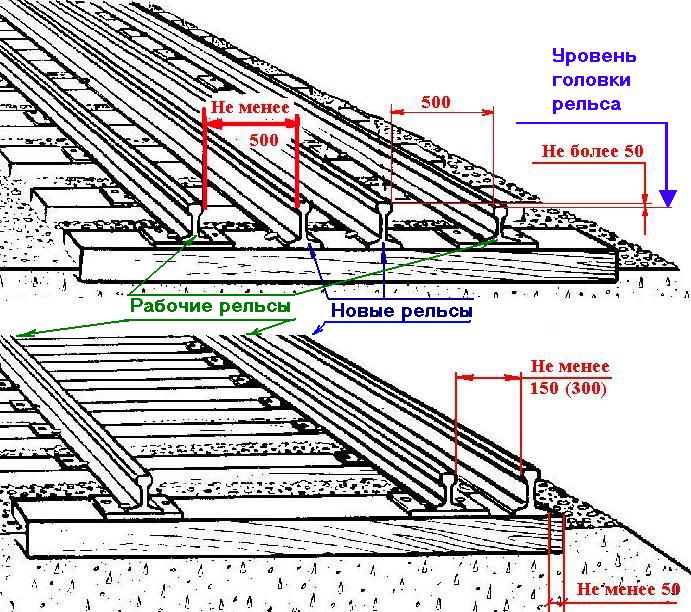 Уровень
головки
рельса
Не менее
500
500
Не более 50
Рабочие рельсы
Новые рельсы
Не менее
150 (300)
Не менее 50